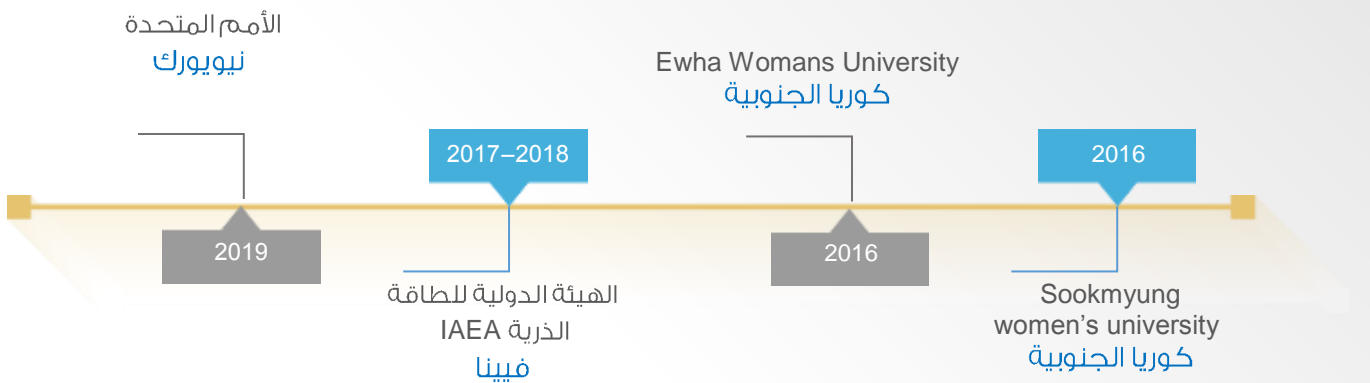 2016
Sookmyung
women’s university
كوريا الجنوبية
Ewha Womans University
كوريا الجنوبية
2016
2017–2018
الهيئة الدولية للطاقة
الذرية IAEA
فيينا
الأمم المتحدة
نيويورك
2019